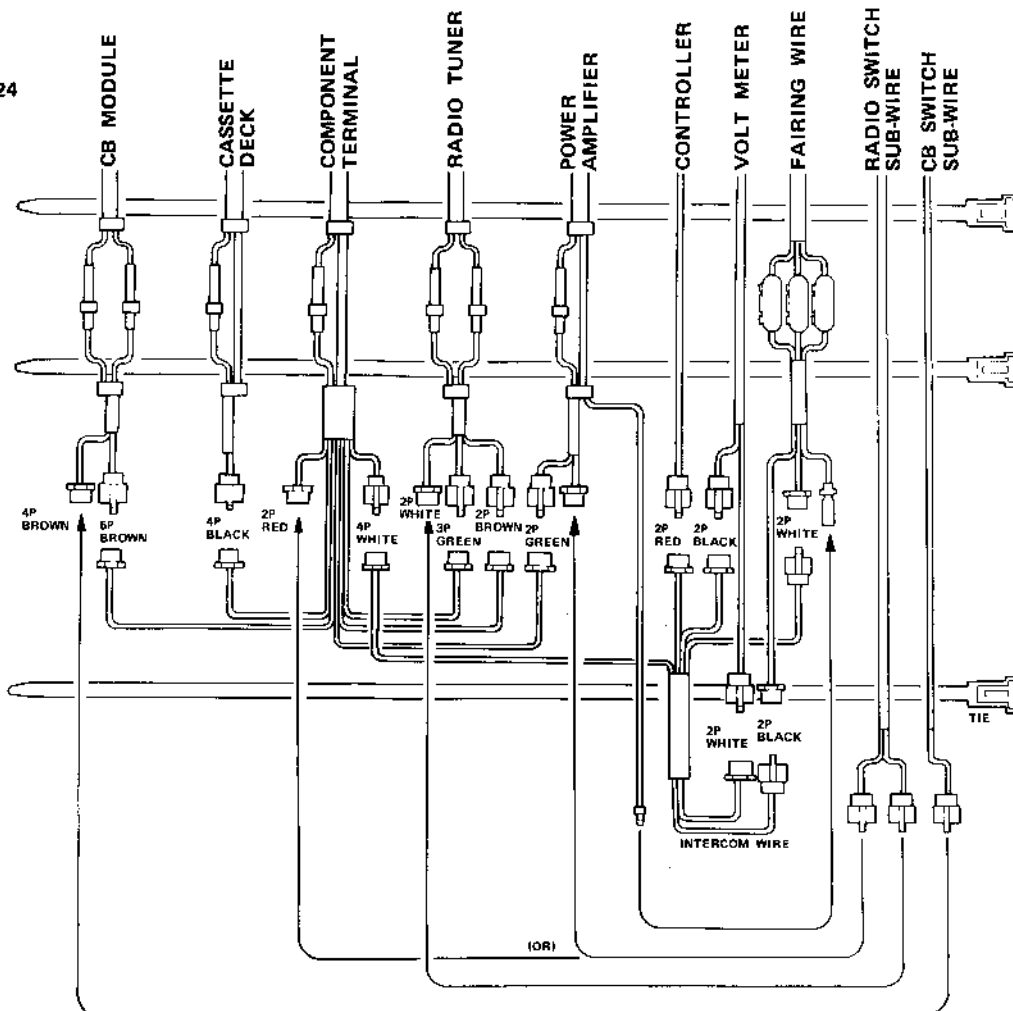 24
CB MODULE
CASSETTE
DECK
COMPONENT
TERMINAL
RADIO TUNER
POWER
AMPLIFIER
CONTROLLER
VOLT METER
FAIRING WIRE
RADIO SWITCH
SUB-WIRE
CB SWITCH
SUB-WIRE
4P
BROWN
6P
BROWN
4P
BLACK
2P
RED
4P
WHITE
2P
WHITE
3P
GREEN
2P
BROWN
2P
GREEN
2P
RED
2P
BLACK
2P
WHITE
TIE
2P
WHITE
2P
BLACK
INTERCOM WIRE
(OR)